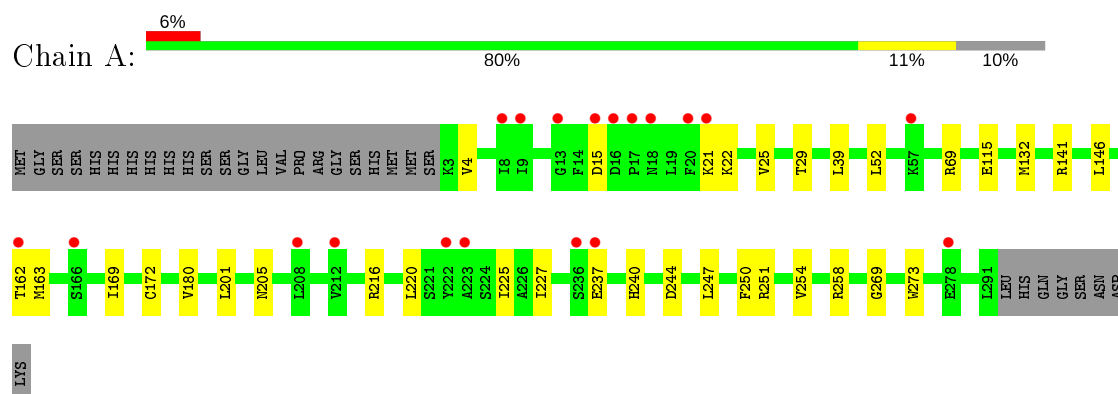 6%
Chain A:
80% 11% 10%
MET GLY SER SER HIS HIS HIS HIS HIS HIS SER SER GLY LEU VAL PRO ARG GLY SER HIS MET MET SER K3 V4 I8 I9 G13 F14 D15 D16 P17 N18 L19 F20 K21 K22 V25 T29 L39 L52 K57 R69 E115 M132 R141 L146
T162 M163 S166 I169 C172 V180 L201 N205 L208 V212 R216 L220 S221 Y222 A223 S224 I225 A226 I227 S236 E237 H240 D244 L247 F250 R251 V254 R258 G269 W273 E278 L291 LEU HIS GLN GLY SER ASN ASP
LYS